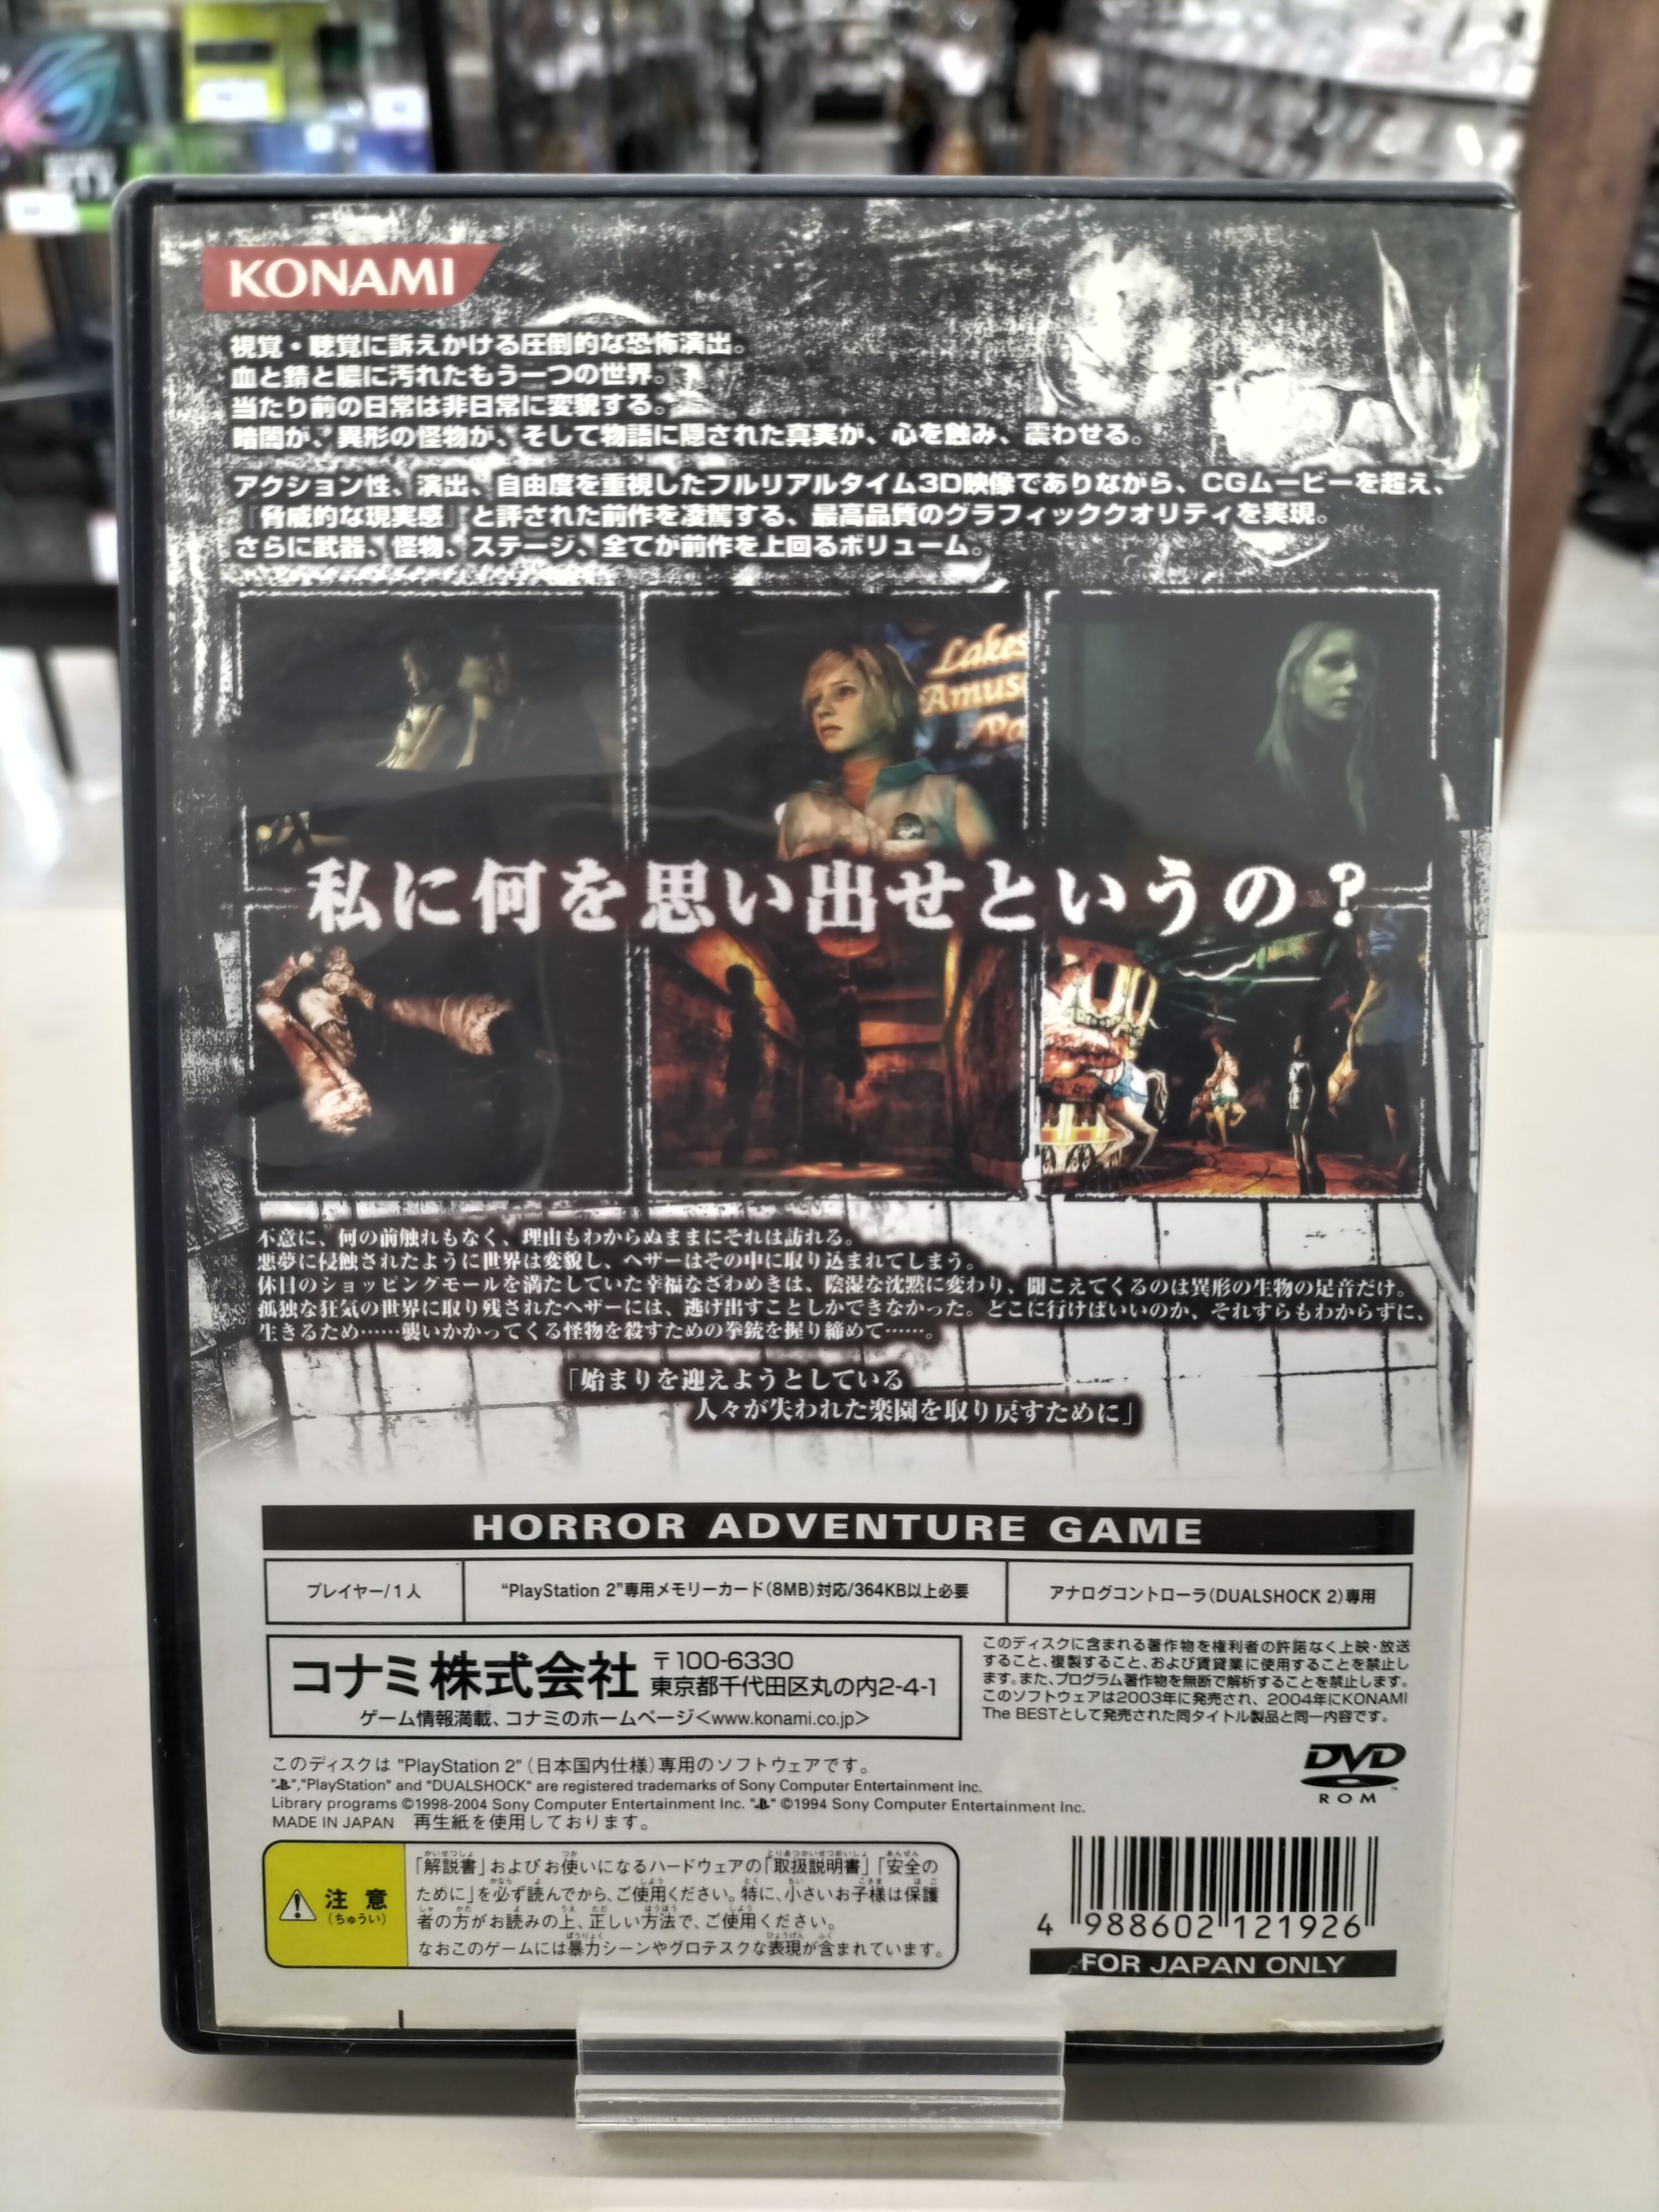 KONAMI
視覚・聴覚に訴えかける圧倒的な恐怖演出。
血と錆と膿に汚れたもう一つの世界。
当たり前の日常は非日常に変貌する。
暗闇が、異形の怪物が、そして物語に隠された真実が、心を蝕み、震わせる。
アクション性、演出、自由度を重視したフルリアルタイム3D映像でありながら、CGムービーを超え、
『脅威的な現実感』と評された前作を凌駕する、最高品質のグラフィッククオリティを実現。
さらに武器、怪物、ステージ、全てが前作を上回るボリューム。
Lakes
Amus
Pa
私に何を思い出せというの?
不意に、何の前触れもなく、理由もわからぬままにそれは訪れる。
悪夢に侵蝕されたように世界は変貌し、ヘザーはその中に取り込まれてしまう。
休日のショッピングモールを満たしていた幸福なざわめきは、陰湿な沈黙に変わり、聞こえてくるのは異形の生物の足音だけ。
孤独な狂気の世界に取り残されたヘザーには、逃げ出すことしかできなかった。どこに行けばいいのか、それすらもわからずに、
生きるため……襲いかかってくる怪物を殺すための拳銃を握り締めて……。
「始まりを迎えようとしている
人々が失われた楽園を取り戻すために」
HORROR ADVENTURE GAME
プレイヤー/1人
"PlayStation 2"専用メモリーカード(8MB)対応/364KB以上必要
アナログコントローラ(DUALSHOCK 2)専用
コナミ株式会社
〒100-6330
東京都千代田区丸の内2-4-1
ゲーム情報満載、コナミのホームページ<www.konami.co.jp>
このディスクに含まれる著作物を権利者の許諾なく上映・放送
すること、複製すること、および賃貸業に使用することを禁止し
ます。また、プログラム著作物を無断で解析することを禁止します。
このソフトウェアは2003年に発売され、2004年にKONAMI
The BESTとして発売された同タイトル製品と同一内容です。
このディスクは "PlayStation 2" (日本国内仕様) 専用のソフトウェアです。
"","PlayStation" and "DUALSHOCK" are registered trademarks of Sony Computer Entertainment Inc.
Library programs ©1998-2004 Sony Computer Entertainment Inc. "" ©1994 Sony Computer Entertainment Inc.
MADE IN JAPAN 再生紙を使用しております。
DVD
ROM
注意
(ちゅうい)
「解説書」およびお使いになるハードウェアの「取扱説明書」「安全の
ために」を必ず読んでから、ご使用ください。特に、小さいお子様は保護
者の方がお読みの上、正しい方法で、ご使用ください。
なおこのゲームには暴力シーンやグロテスクな表現が含まれています。
4 988602 121926
FOR JAPAN ONLY